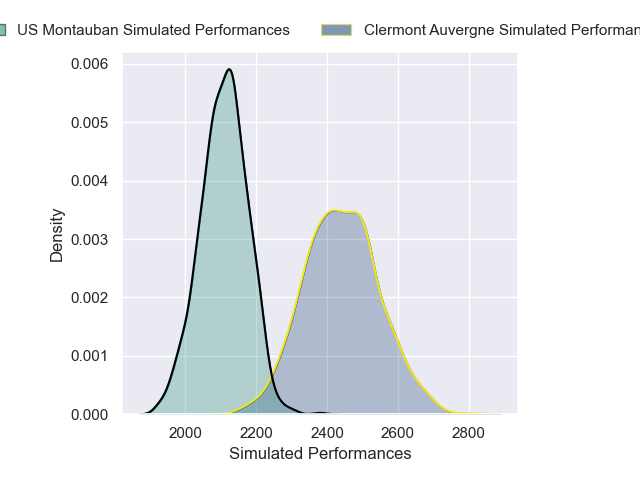 US Montauban Simulated Performances Clermont Auvergne Simulated
0.006
0.005
0.004
0.003
0.002
0.001
0.000
Density
2000 2200 2400 2600 2800
Simulated Performances